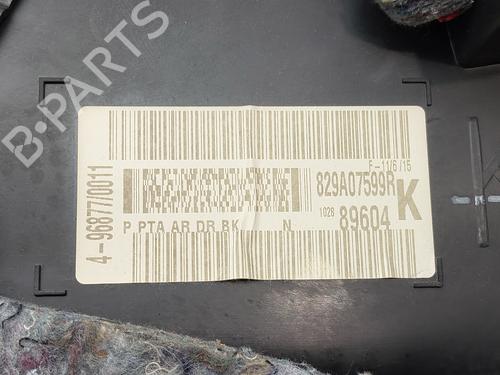 B-PARTS
F-11/6/15
4-96877/0011
829A07599R
K
1028
89604
P PTA AR DR BK N